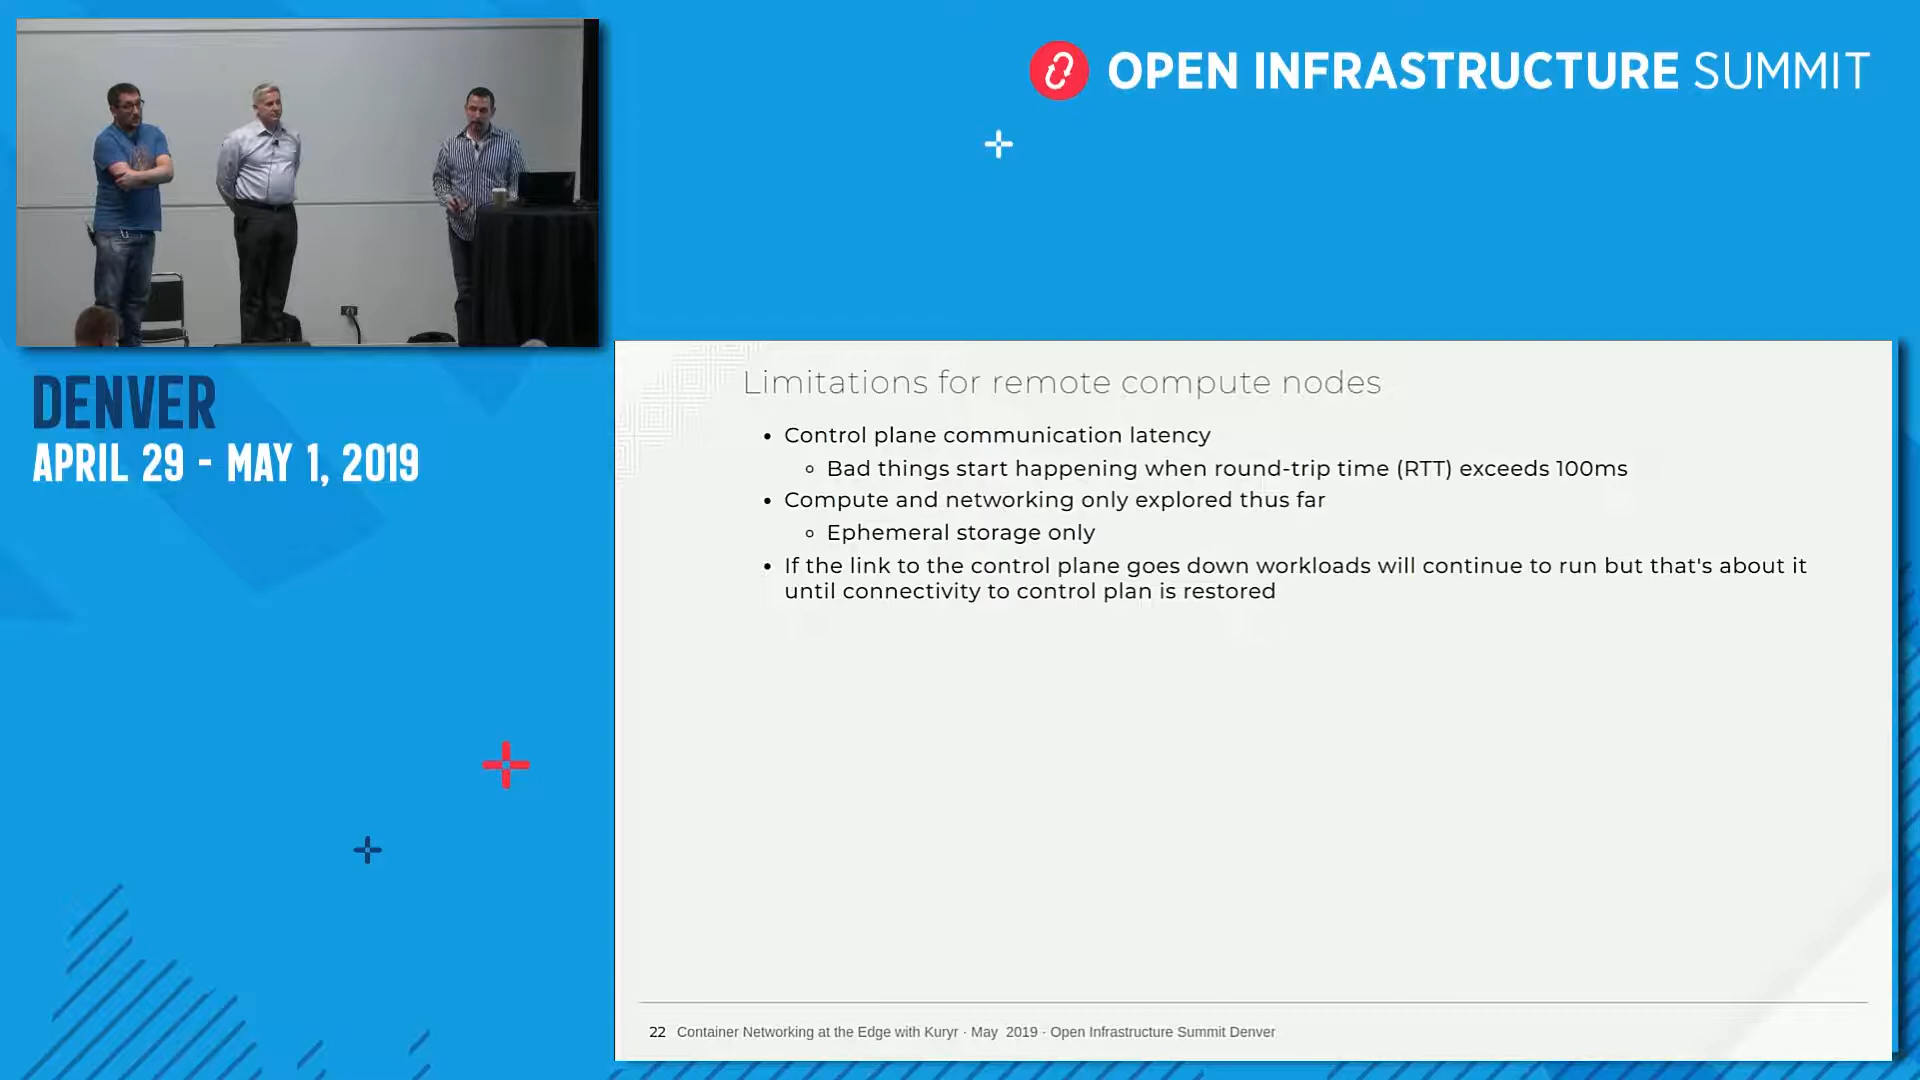 OPEN INFRASTRUCTURE SUMMIT
DENVER
APRIL 29 - MAY 1, 2019
Limitations for remote compute nodes
• Control plane communication latency
◦ Bad things start happening when round-trip time (RTT) exceeds 100ms
• Compute and networking only explored thus far
◦ Ephemeral storage only
• If the link to the control plane goes down workloads will continue to run but that's about it
until connectivity to control plan is restored
22 Container Networking at the Edge with Kuryr · May 2019 · Open Infrastructure Summit Denver